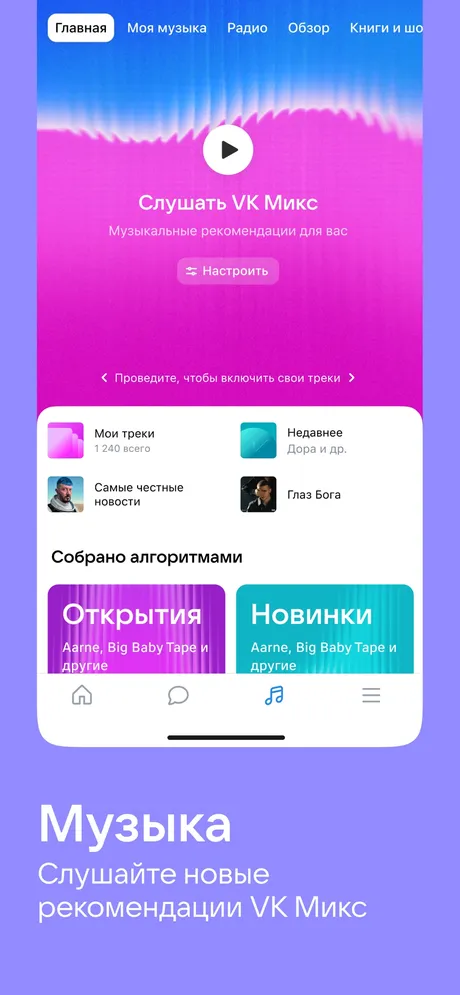 Главная Моя музыка Радио Обзор Книги и шо
Слушать VK Микс
Музыкальные рекомендации для вас
Настроить
Проведите, чтобы включить свои треки
Мои треки
1 240 всего
Недавнее
Дора и др.
Самые честные
новости
Глаз Бога
Собрано алгоритмами
Открытия
Aarne, Big Baby Tape и
другие
Новинки
Aarne, Big Baby Tape и
другие
Музыка
Слушайте новые
рекомендации VK Микс